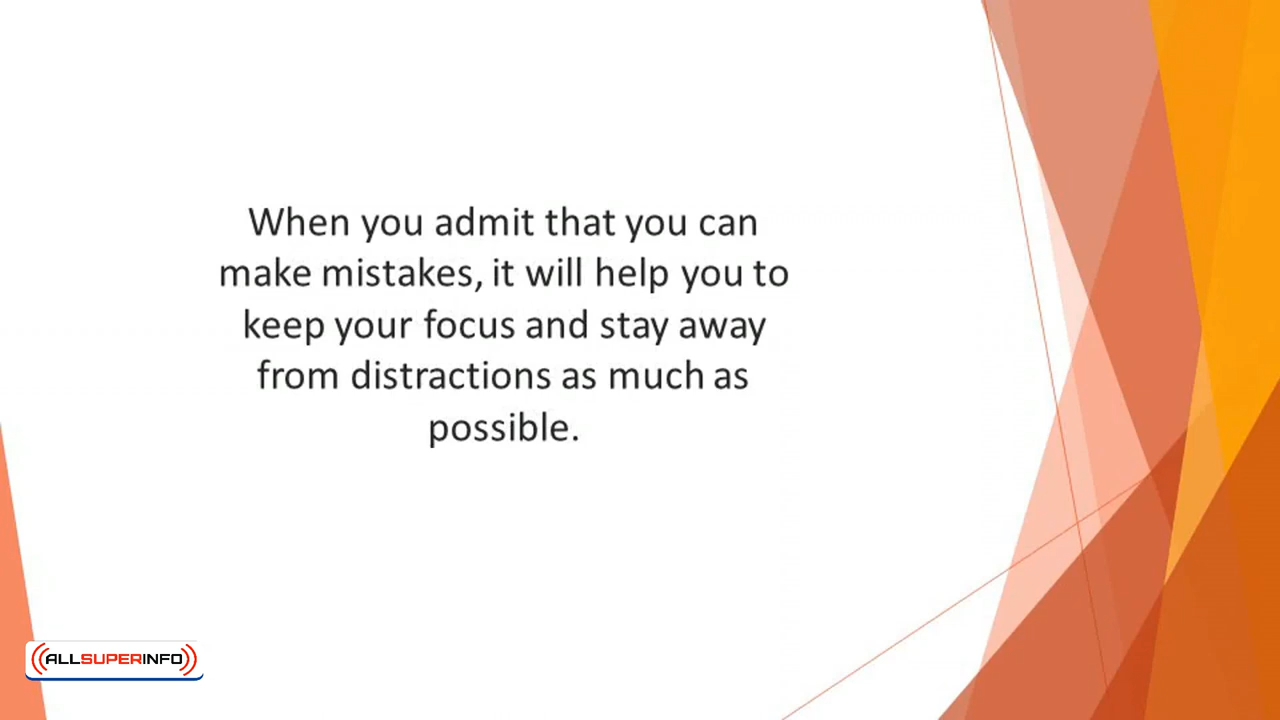 When you admit that you can
make mistakes, it will help you to
keep your focus and stay away
from distractions as much as
possible.
ALLSUPERINFO